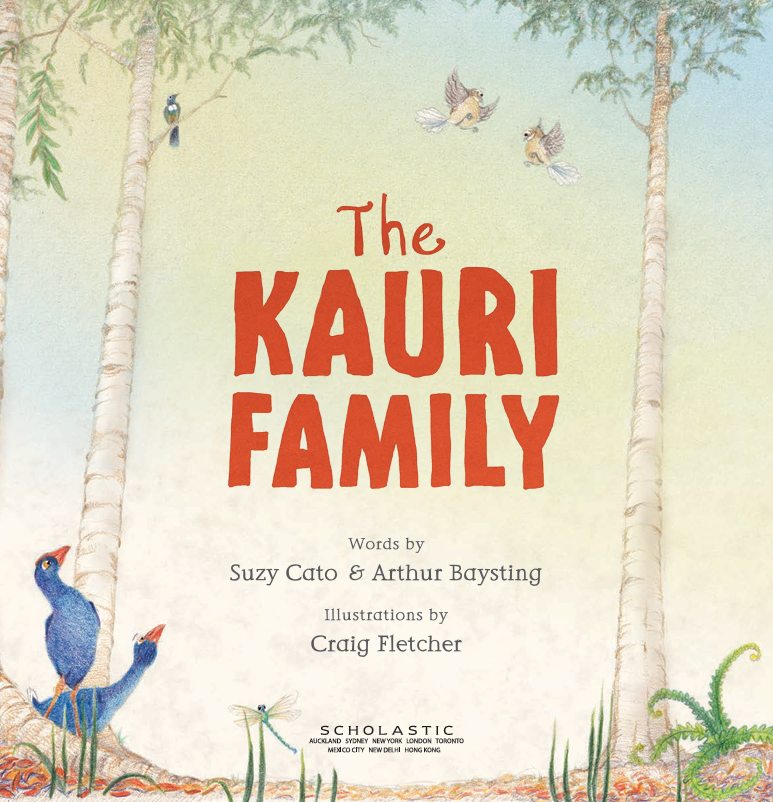 The
KAURI
FAMILY
Words by
Suzy Cato & Arthur Baysting
Illustrations by
Craig Fletcher
SCHOLASTIC
AUCKLAND SYDNEY NEW YORK LONDON TORONTO
MEXICO CITY NEW DELHI HONG KONG